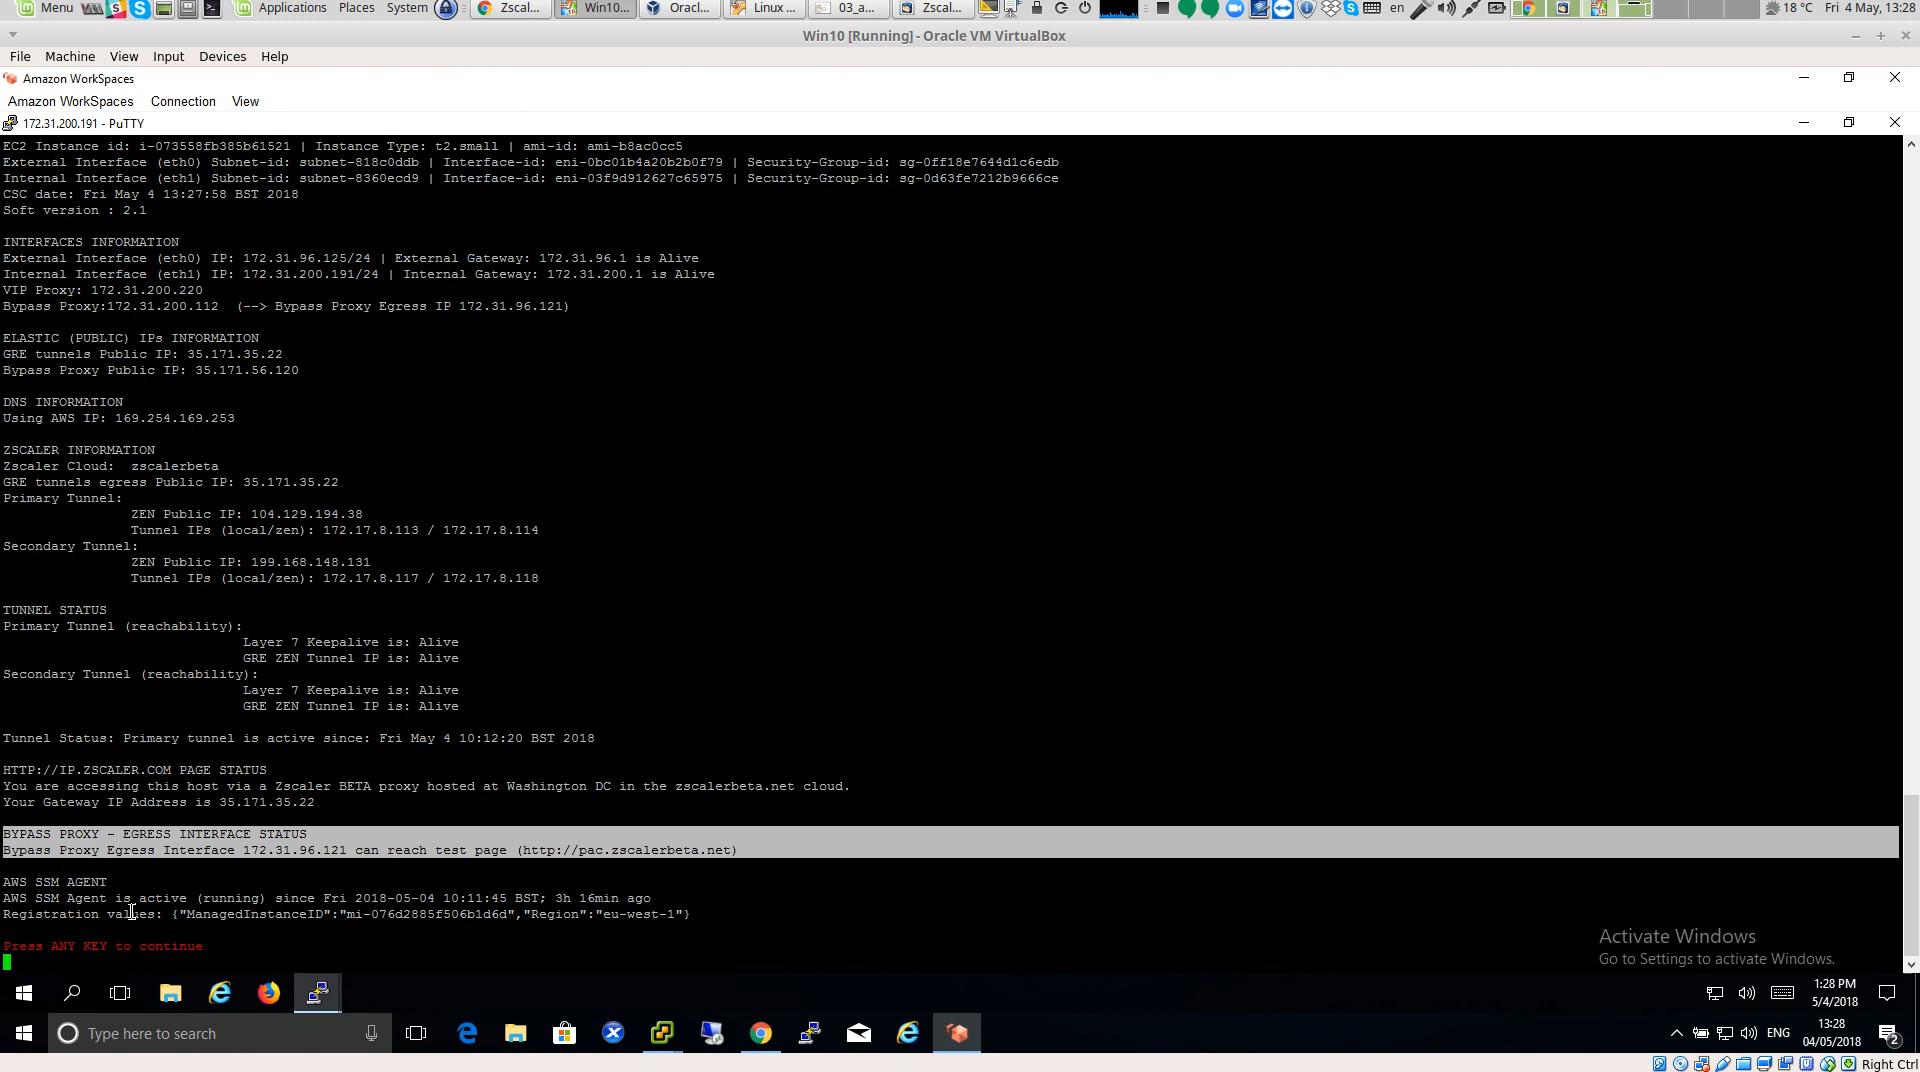 Menu Applications Places System Zscal... Win10... Oracl... Linux ... 03_a... Zscal... en 18 °C Fri 4 May, 13:28
Win10 [Running] - Oracle VM VirtualBox
File Machine View Input Devices Help
Amazon WorkSpaces
Amazon WorkSpaces Connection View
172.31.200.191 - PuTTY
EC2 Instance id: i-073558fb385b61521 | Instance Type: t2.small | ami-id: ami-b8ac0cc5
External Interface (eth0) Subnet-id: subnet-818c0ddb | Interface-id: eni-0bc01b4a20b2b0f79 | Security-Group-id: sg-0ff18e7644d1c6edb
Internal Interface (eth1) Subnet-id: subnet-8360ecd9 | Interface-id: eni-03f9d912627c65975 | Security-Group-id: sg-0d63fe7212b9666ce
CSC date: Fri May 4 13:27:58 BST 2018
Soft version : 2.1
INTERFACES INFORMATION
External Interface (eth0) IP: 172.31.96.125/24 | External Gateway: 172.31.96.1 is Alive
Internal Interface (eth1) IP: 172.31.200.191/24 | Internal Gateway: 172.31.200.1 is Alive
VIP Proxy: 172.31.200.220
Bypass Proxy:172.31.200.112 (--> Bypass Proxy Egress IP 172.31.96.121)
ELASTIC (PUBLIC) IPs INFORMATION
GRE tunnels Public IP: 35.171.35.22
Bypass Proxy Public IP: 35.171.56.120
DNS INFORMATION
Using AWS IP: 169.254.169.253
ZSCALER INFORMATION
Zscaler Cloud: zscalerbeta
GRE tunnels egress Public IP: 35.171.35.22
Primary Tunnel:
ZEN Public IP: 104.129.194.38
Tunnel IPs (local/zen): 172.17.8.113 / 172.17.8.114
Secondary Tunnel:
ZEN Public IP: 199.168.148.131
Tunnel IPs (local/zen): 172.17.8.117 / 172.17.8.118
TUNNEL STATUS
Primary Tunnel (reachability):
Layer 7 Keepalive is: Alive
GRE ZEN Tunnel IP is: Alive
Secondary Tunnel (reachability):
Layer 7 Keepalive is: Alive
GRE ZEN Tunnel IP is: Alive
Tunnel Status: Primary tunnel is active since: Fri May 4 10:12:20 BST 2018
HTTP://IP.ZSCALER.COM PAGE STATUS
You are accessing this host via a Zscaler BETA proxy hosted at Washington DC in the zscalerbeta.net cloud.
Your Gateway IP Address is 35.171.35.22
BYPASS PROXY - EGRESS INTERFACE STATUS
Bypass Proxy Egress Interface 172.31.96.121 can reach test page (http://pac.zscalerbeta.net)
AWS SSM AGENT
AWS SSM Agent is active (running) since Fri 2018-05-04 10:11:45 BST; 3h 16min ago
Registration values: {"ManagedInstanceID":"mi-076d2885f506b1d6d","Region":"eu-west-1"}
Press ANY KEY to continue
Activate Windows
Go to Settings to activate Windows.
1:28 PM
5/4/2018
Type here to search
ENG
13:28
04/05/2018
2
Right Ctrl